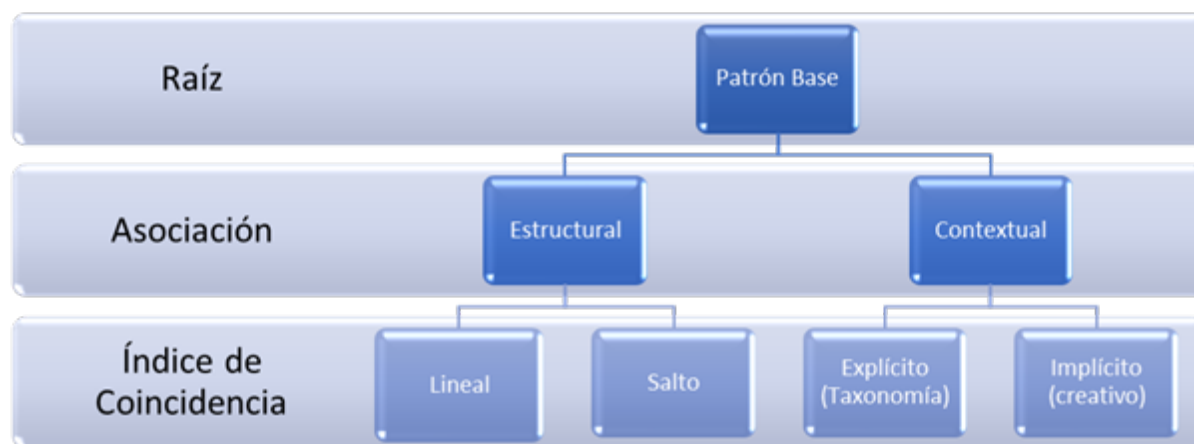 Raíz
Patrón Base
Asociación
Estructural
Contextual
Índice de
Coincidencia
Lineal
Salto
Explícito
(Taxonomía)
Implícito
(creativo)